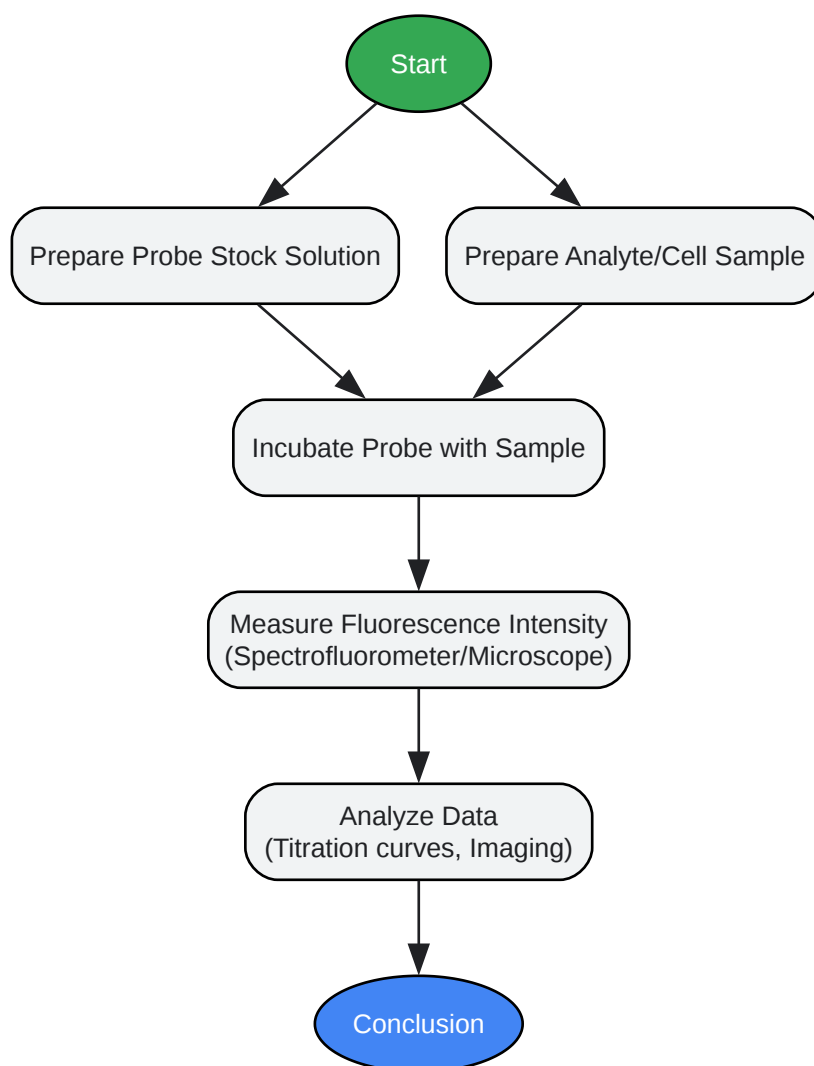 Start
Prepare Probe Stock Solution
Prepare Analyte/Cell Sample
Incubate Probe with Sample
Measure Fluorescence Intensity
(Spectrofluorometer/Microscope)
Analyze Data
(Titration curves, Imaging)
Conclusion